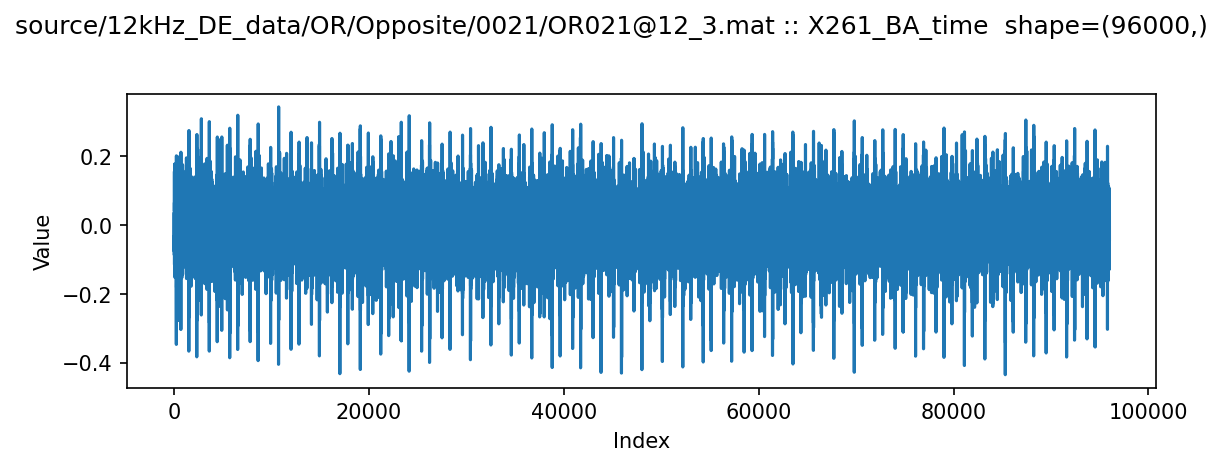 source/12kHz_DE_data/OR/Opposite/0021/OR021@12_3.mat :: X261_BA_time  shape=(96000,)
0.2
0.0
−0.2
−0.4
Value
0 20000 40000 60000 80000 100000
Index